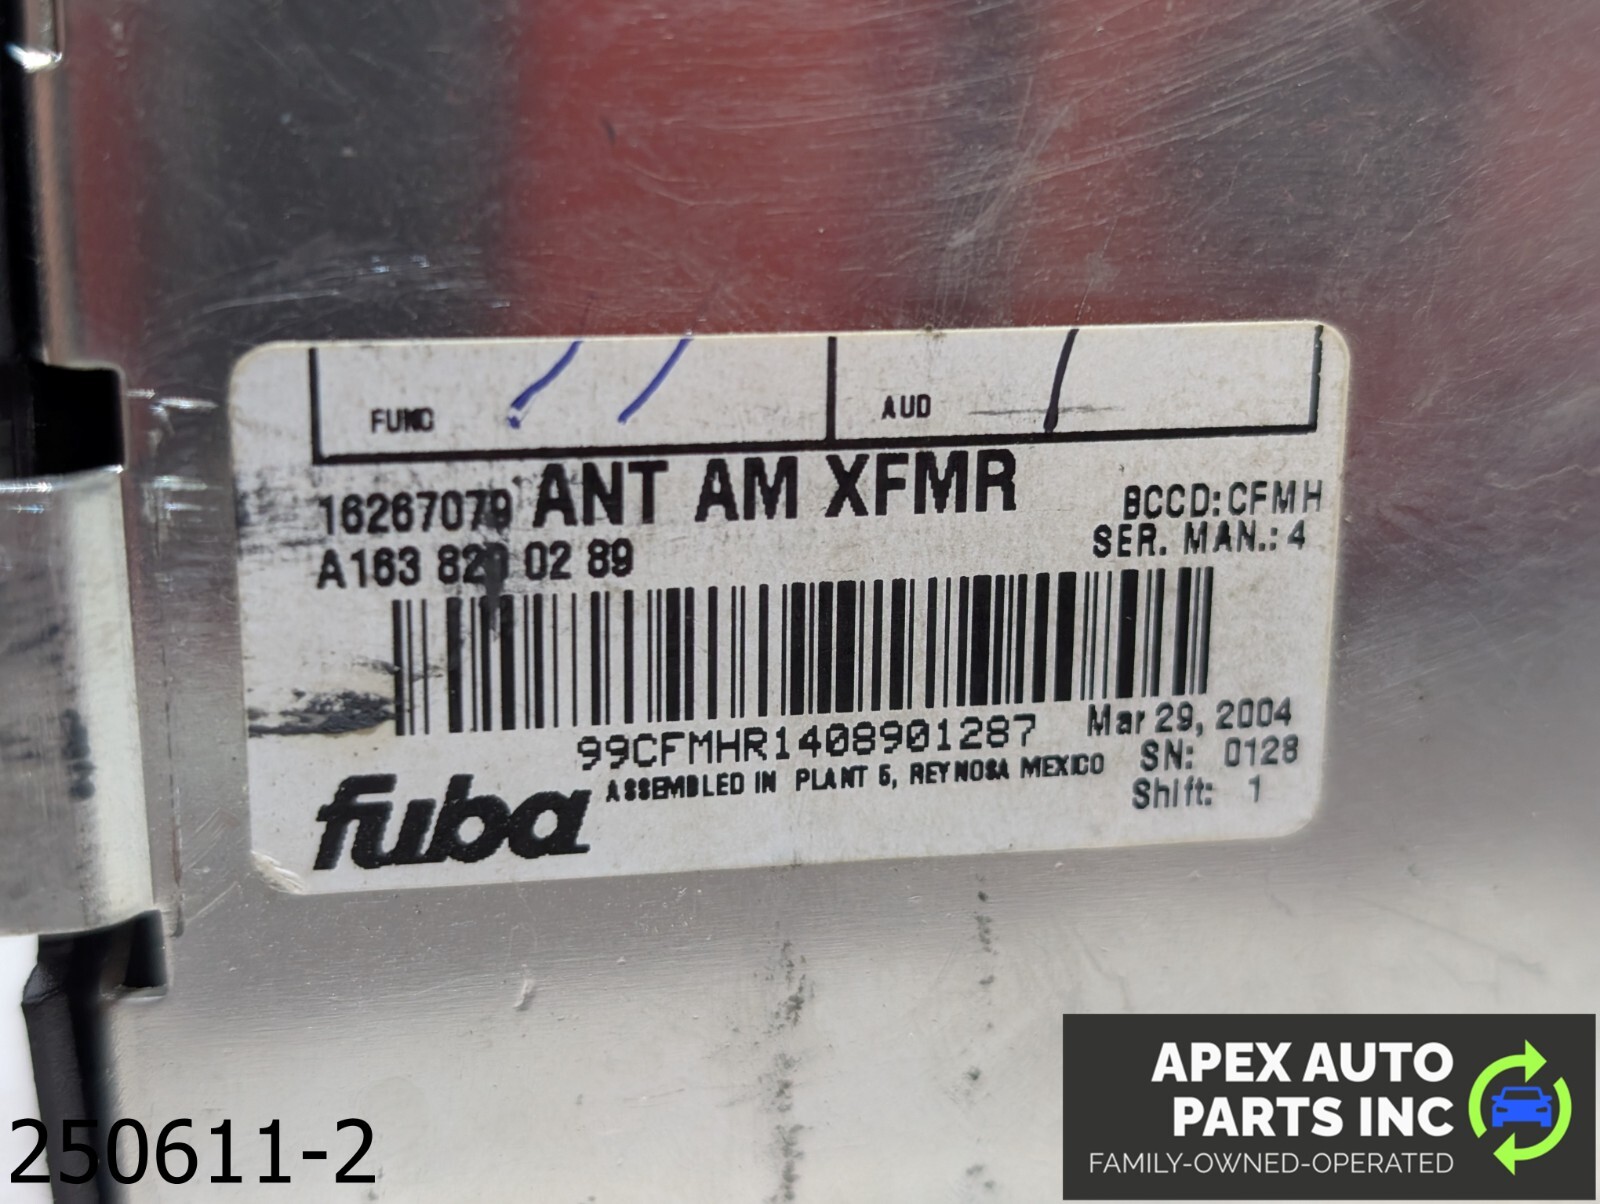 FUNC
AUD
16267079 ANT AM XFMR
BCCD: CFMH
A163 820 02 89
SER. MAN.: 4
99CFMHR1408901287
Mar 29, 2004
ASSEMBLED IN PLANT 5, REYNOSA MEXICO
SN: 0128
fuba
Shift: 1
APEX AUTO
PARTS INC
FAMILY-OWNED-OPERATED
250611-2